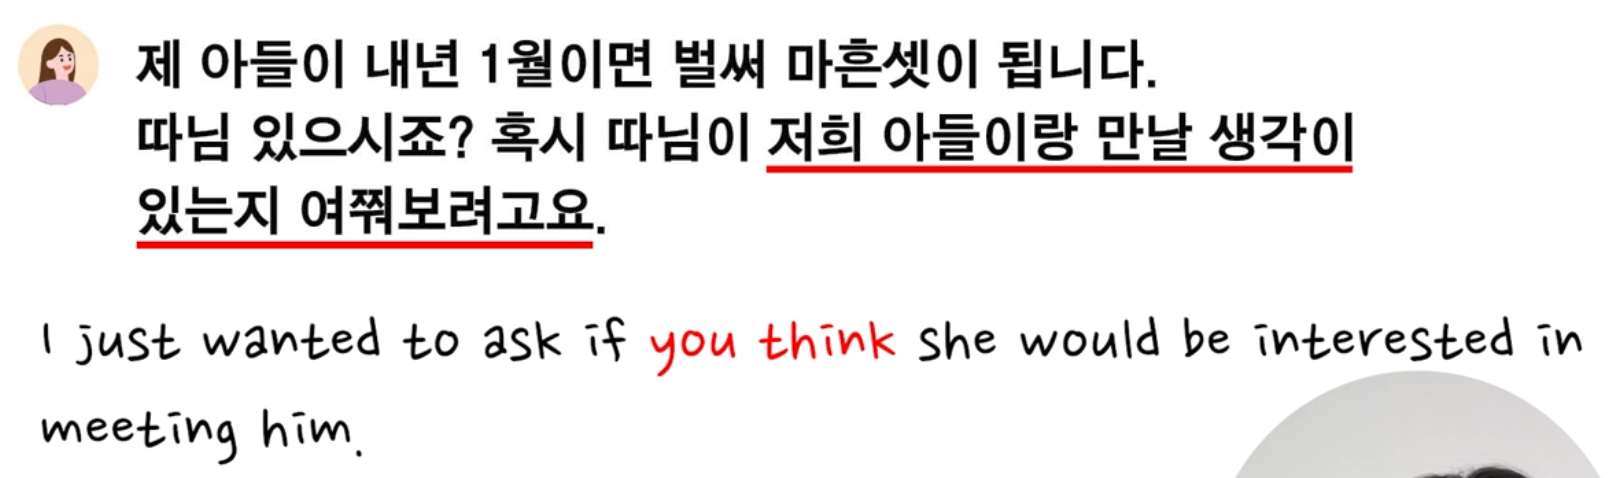 제 아들이 내년 1월이면 벌써 마흔셋이 됩니다.
따님 있으시죠? 혹시 따님이 저희 아들이랑 만날 생각이
있는지 여쭤보려고요.
I just wanted to ask if you think she would be interested in
meeting him.